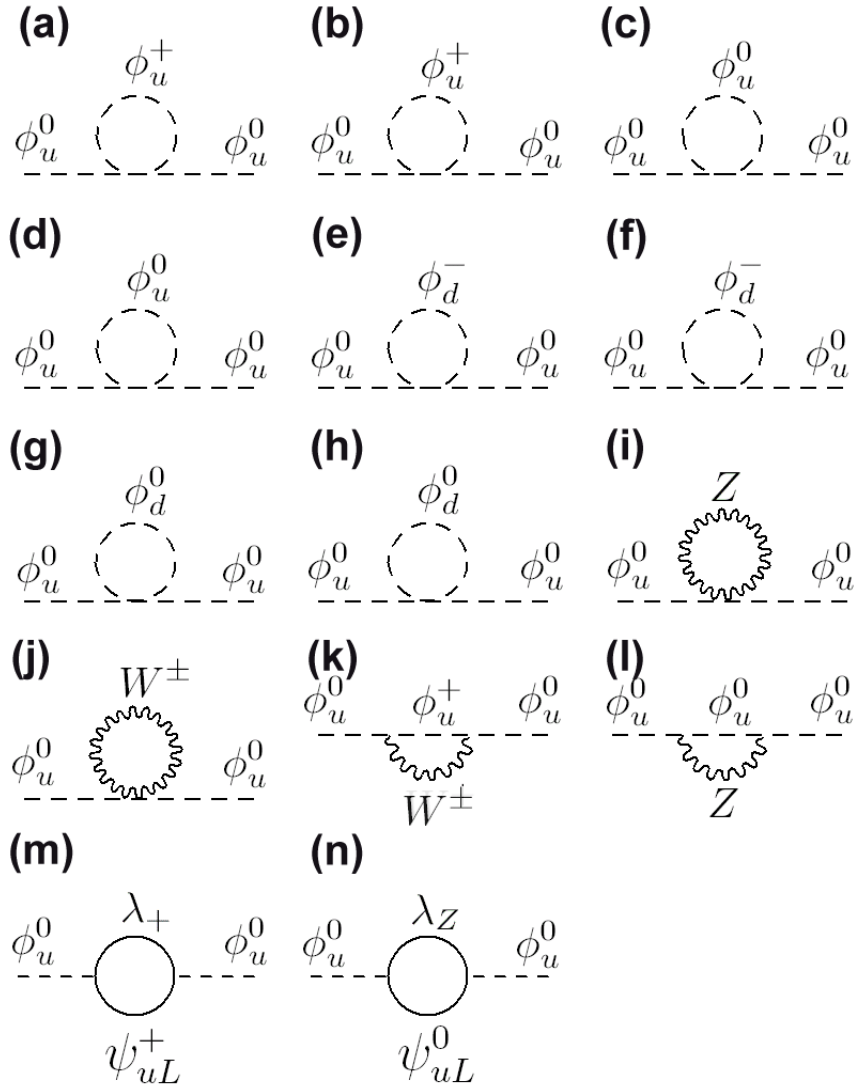 (a) (b) (c)
ϕ_u^+ ϕ_u^+ ϕ_u^0
ϕ_u^0 ϕ_u^0 ϕ_u^0 ϕ_u^0 ϕ_u^0 ϕ_u^0
(d) (e) (f)
ϕ_u^0 ϕ_d^- ϕ_d^-
ϕ_u^0 ϕ_u^0 ϕ_u^0 ϕ_u^0 ϕ_u^0 ϕ_u^0
(g) (h) (i)
ϕ_d^0 ϕ_d^0 Z
ϕ_u^0 ϕ_u^0 ϕ_u^0 ϕ_u^0 ϕ_u^0 ϕ_u^0
(j) (k) (l)
W^± ϕ_u^0 ϕ_u^+ ϕ_u^0 ϕ_u^0 ϕ_u^0 ϕ_u^0
ϕ_u^0 ϕ_u^0 W^± Z
(m) (n)
λ_+ λ_Z
ϕ_u^0 ϕ_u^0 ϕ_u^0 ϕ_u^0
ψ_{uL}^+ ψ_{uL}^0